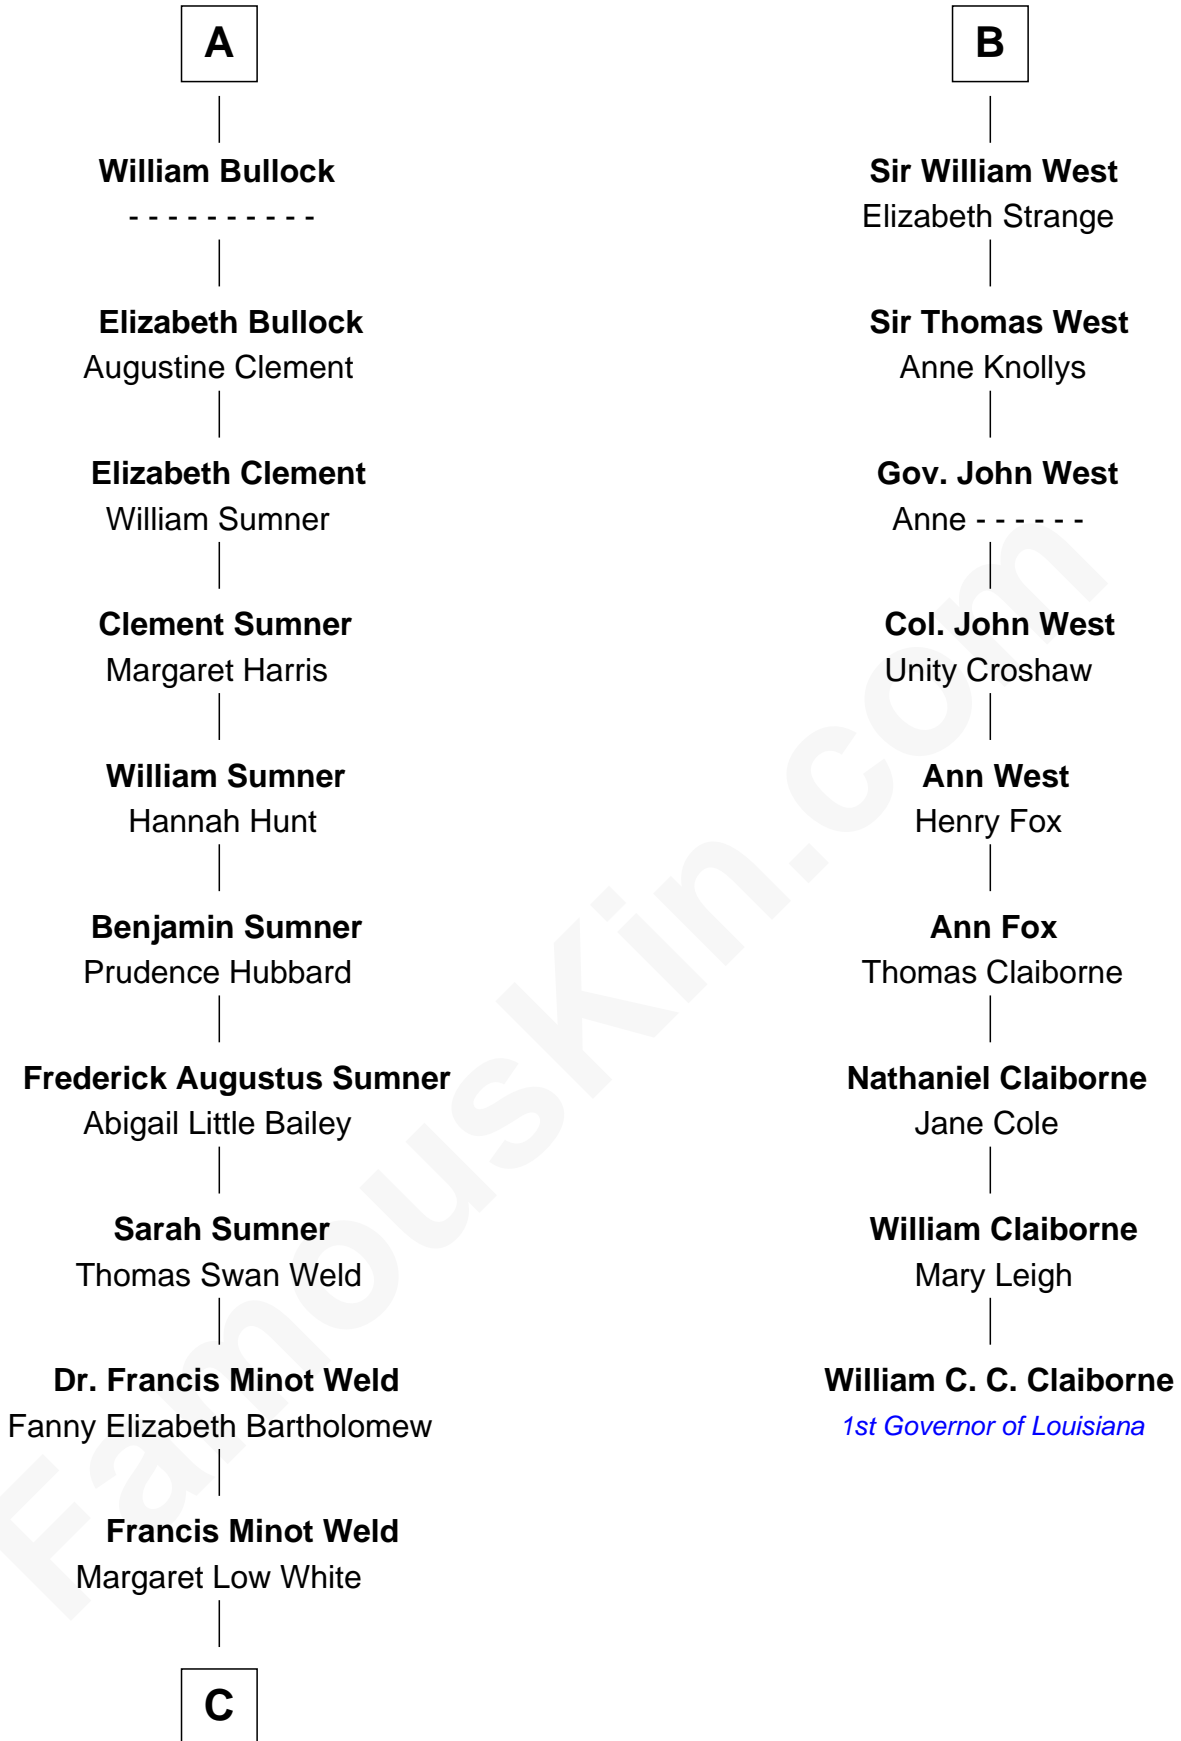 A
William Bullock
- - - - - - - - - -
Elizabeth Bullock
Augustine Clement
Elizabeth Clement
William Sumner
Clement Sumner
Margaret Harris
William Sumner
Hannah Hunt
Benjamin Sumner
Prudence Hubbard
Frederick Augustus Sumner
Abigail Little Bailey
Sarah Sumner
Thomas Swan Weld
Dr. Francis Minot Weld
Fanny Elizabeth Bartholomew
Francis Minot Weld
Margaret Low White
C
B
Sir William West
Elizabeth Strange
Sir Thomas West
Anne Knollys
Gov. John West
Anne - - - - - -
Col. John West
Unity Croshaw
Ann West
Henry Fox
Ann Fox
Thomas Claiborne
Nathaniel Claiborne
Jane Cole
William Claiborne
Mary Leigh
William C. C. Claiborne
1st Governor of Louisiana
FamousKin.com